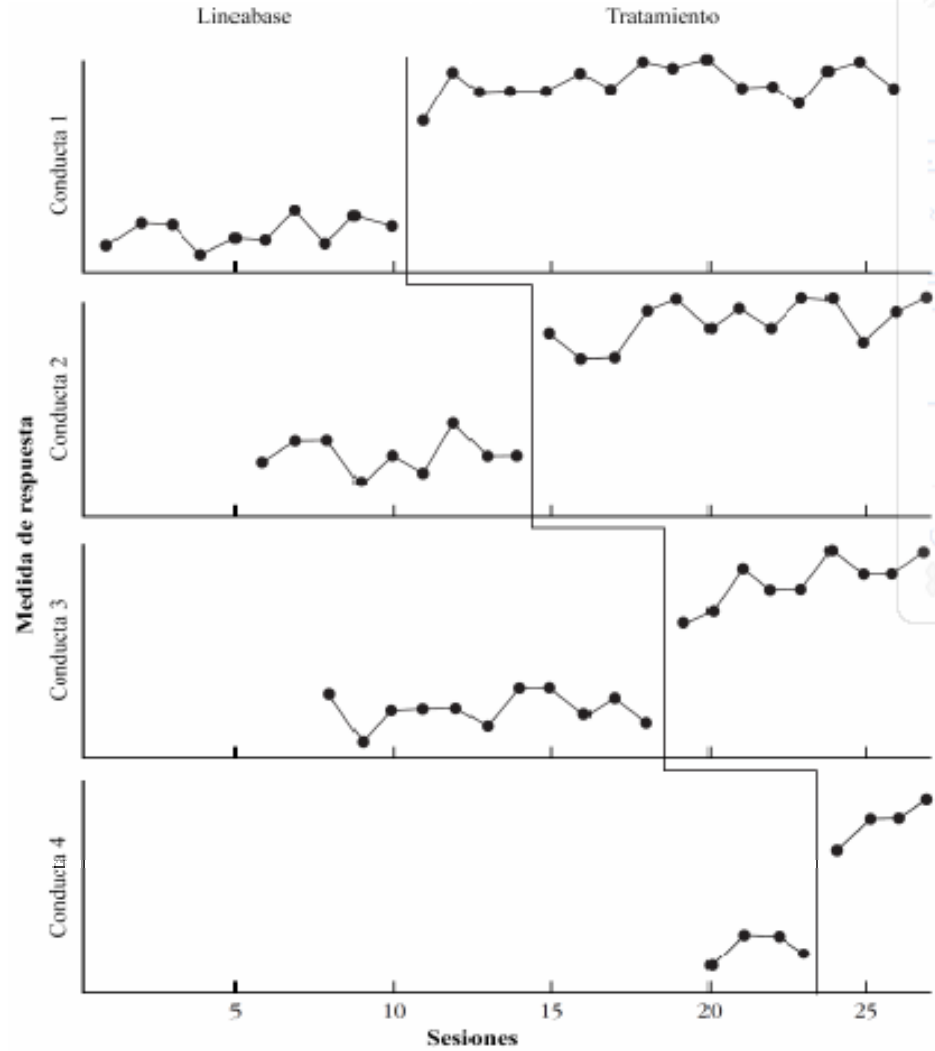 Lineabase Tratamiento
Conducta 1
Conducta 2
Medida de respuesta
Conducta 3
Conducta 4
5 10 15 20 25
Sesiones